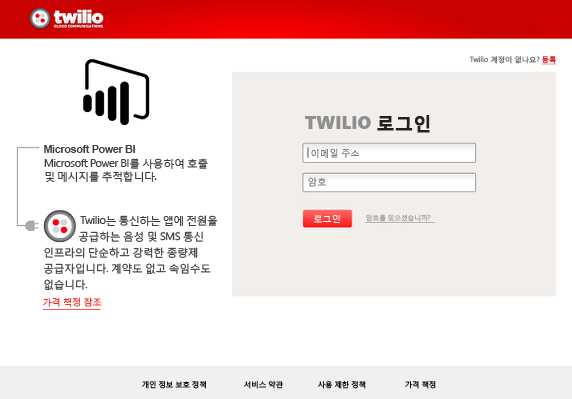 twilio
CLOUD COMMUNICATIONS
Twilio 계정이 없나요? 등록
Microsoft Power BI
Microsoft Power BI를 사용하여 호출
및 메시지를 추적합니다.
Twilio는 통신하는 앱에 전원을
공급하는 음성 및 SMS 통신
인프라의 단순하고 강력한 종량제
공급자입니다. 계약도 없고 속임수도
없습니다.
가격 책정 참조
TWILIO 로그인
이메일 주소
암호
로그인
암호를 잊으셨습니까?
개인 정보 보호 정책
서비스 약관
사용 제한 정책
가격 책정